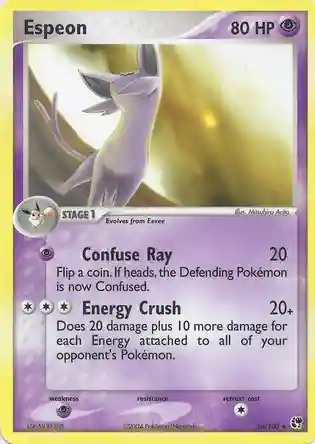 Espeon 80 HP
Illus. Mitsuhiro Arita
STAGE 1
Evolves from Eevee
Confuse Ray 20
Flip a coin. If heads, the Defending Pokémon
is now Confused.
Energy Crush 20+
Does 20 damage plus 10 more damage for
each Energy attached to all of your
opponent's Pokémon.
weakness resistance retreat cost
©2004 Pokémon/Nintendo
16/100